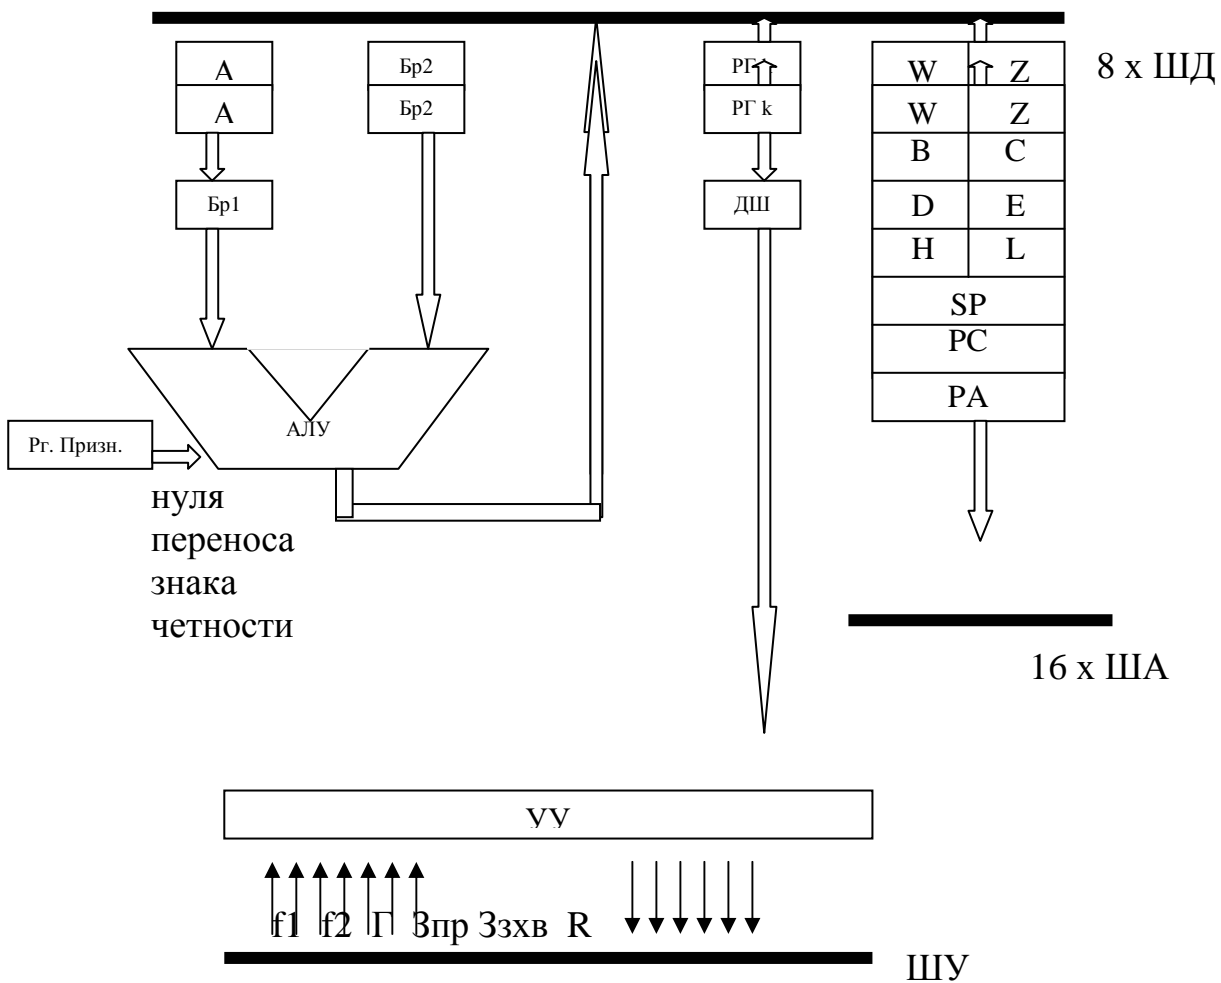 А
Бр2
РГ
W Z
8 x ШД
А
Бр2
РГ k
W Z
B C
Бр1
ДШ
D E
H L
SP
PC
PA
АЛУ
Рг. Призн.
нуля
переноса
знака
четности
16 x ША
УУ
f1 f2 Г Зпр Ззхв R
ШУ